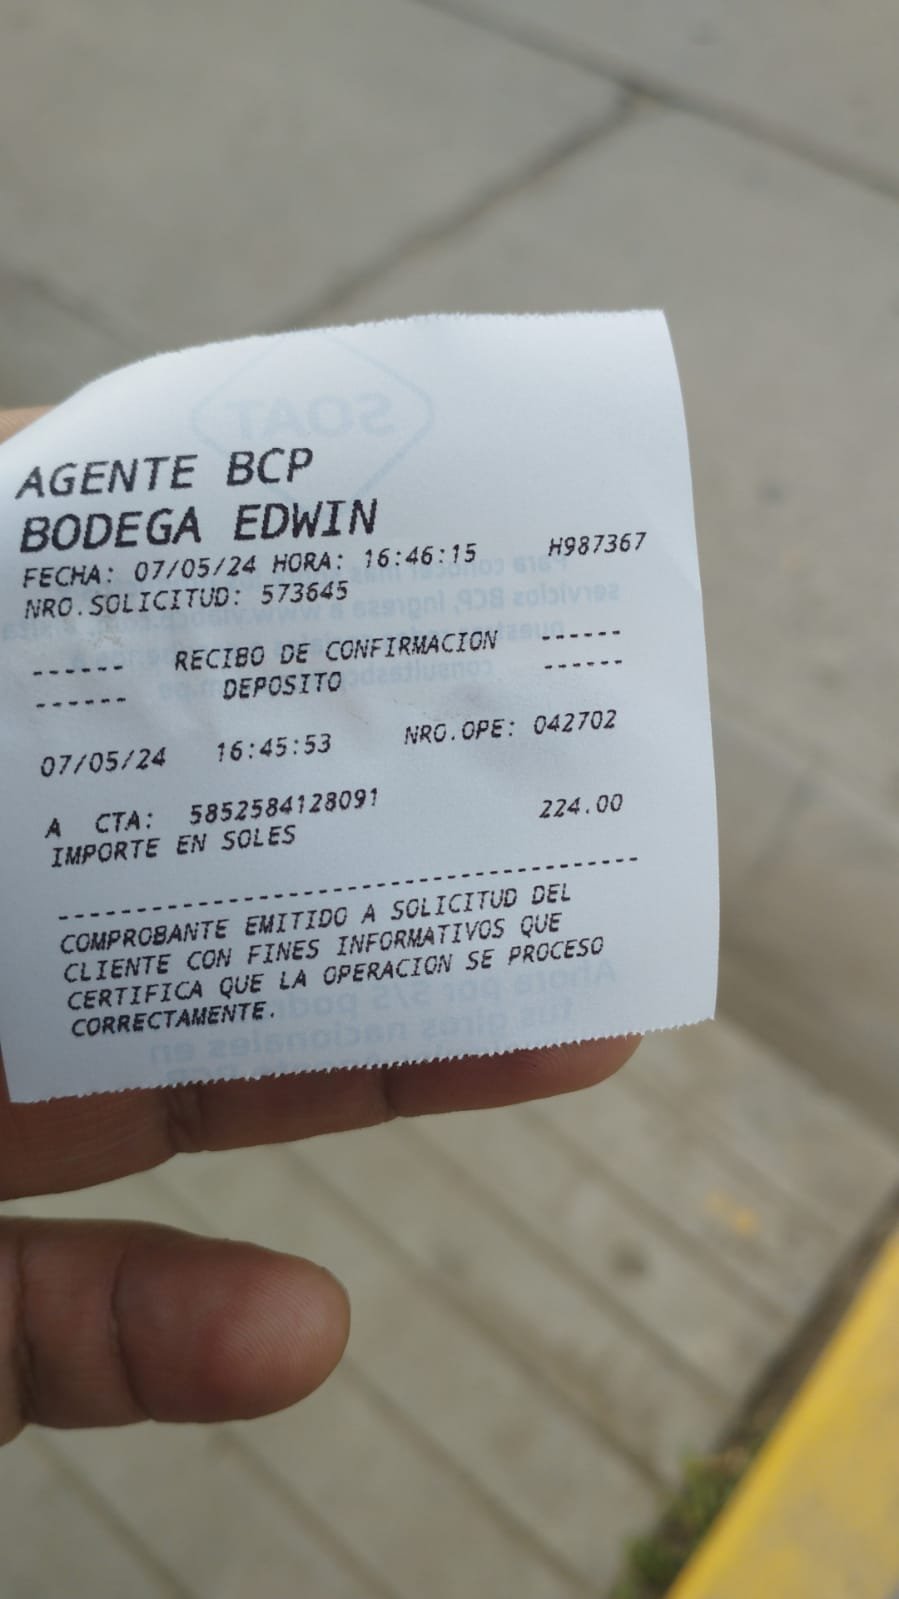 AGENTE BCP
BODEGA EDWIN
FECHA: 07/05/24 HORA: 16:46:15 H987367
NRO.SOLICITUD: 573645
------ RECIBO DE CONFIRMACION ------
------ DEPOSITO ------
07/05/24 16:45:53 NRO.OPE: 042702
A CTA: 5852584128091
IMPORTE EN SOLES 224.00
------------------------------------
COMPROBANTE EMITIDO A SOLICITUD DEL
CLIENTE CON FINES INFORMATIVOS QUE
CERTIFICA QUE LA OPERACION SE PROCESO
CORRECTAMENTE.
SOAT